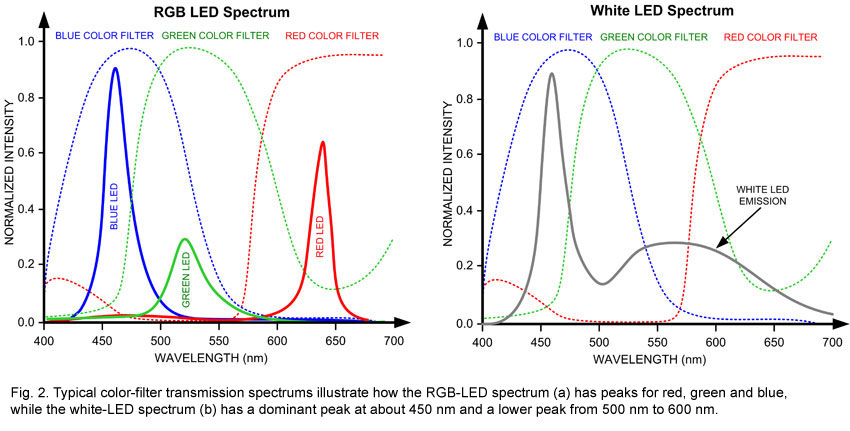 RGB LED Spectrum
BLUE COLOR FILTER GREEN COLOR FILTER RED COLOR FILTER
1.0
0.8
0.6
0.4
0.2
0.0
NORMALIZED INTENSITY
BLUE LED
GREEN LED
RED LED
400 450 500 550 600 650 700
WAVELENGTH (nm)
White LED Spectrum
BLUE COLOR FILTER GREEN COLOR FILTER RED COLOR FILTER
1.0
0.8
0.6
0.4
0.2
0.0
NORMALIZED INTENSITY
WHITE LED
EMISSION
400 450 500 550 600 650 700
WAVELENGTH (nm)
Fig. 2. Typical color-filter transmission spectrums illustrate how the RGB-LED spectrum (a) has peaks for red, green and blue,
while the white-LED spectrum (b) has a dominant peak at about 450 nm and a lower peak from 500 nm to 600 nm.